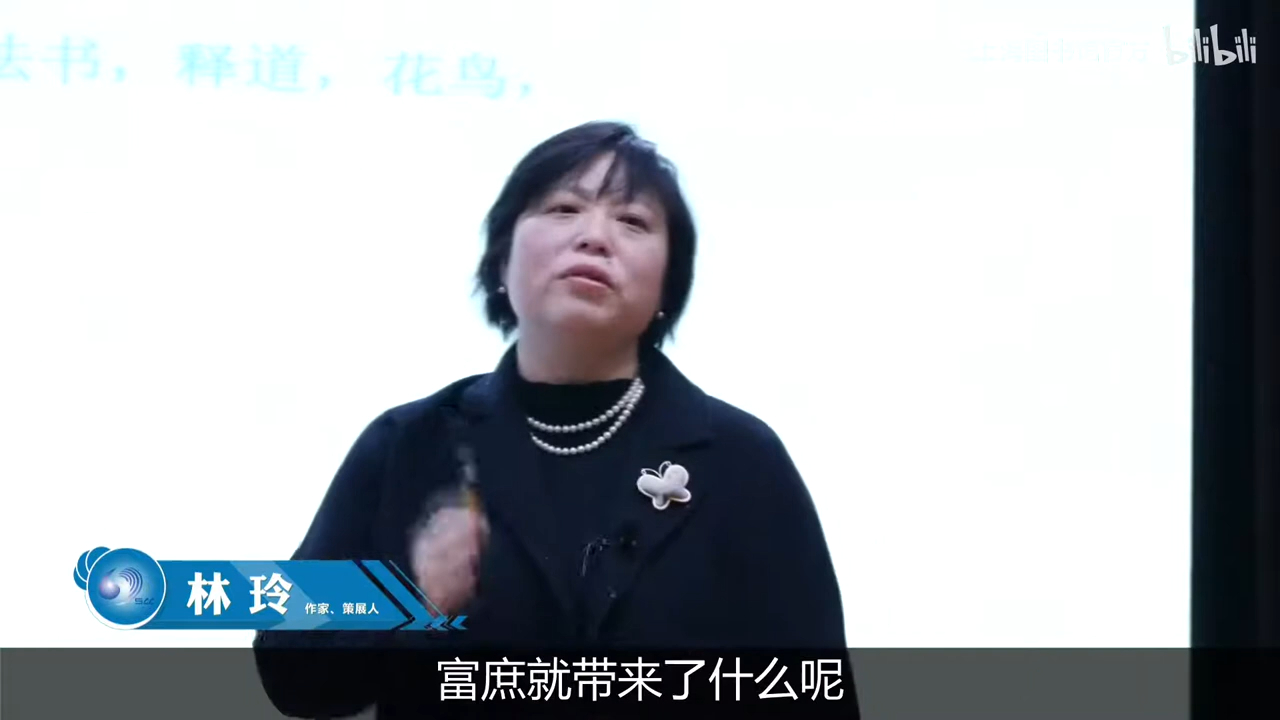 法书，释道，花鸟，
bilibili
林玲
作家、策展人
富庶就带来了什么呢